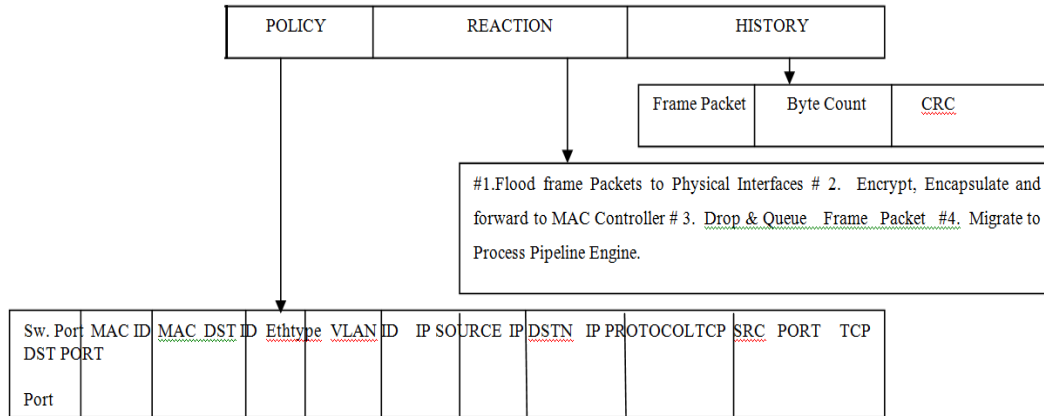 POLICY REACTION HISTORY
Frame Packet Byte Count CRC
#1.Flood frame Packets to Physical Interfaces # 2. Encrypt, Encapsulate and
forward to MAC Controller # 3. Drop & Queue Frame Packet #4. Migrate to
Process Pipeline Engine.
Sw. Port MAC ID MAC DST ID Ethtype VLAN ID IP SOURCE IP DSTN IP PROTOCOLTCP SRC PORT TCP
DST PORT
Port